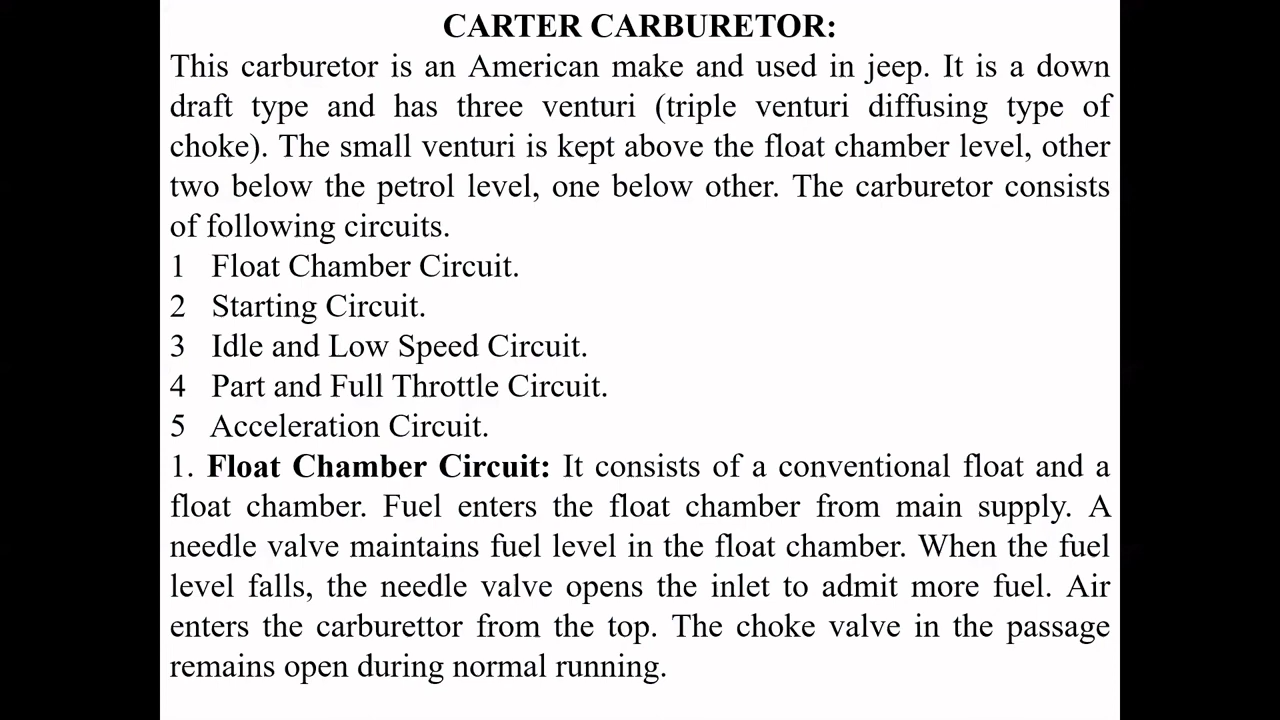 CARTER CARBURETOR:
This carburetor is an American make and used in jeep. It is a down
draft type and has three venturi (triple venturi diffusing type of
choke). The small venturi is kept above the float chamber level, other
two below the petrol level, one below other. The carburetor consists
of following circuits.
1 Float Chamber Circuit.
2 Starting Circuit.
3 Idle and Low Speed Circuit.
4 Part and Full Throttle Circuit.
5 Acceleration Circuit.
1. Float Chamber Circuit: It consists of a conventional float and a
float chamber. Fuel enters the float chamber from main supply. A
needle valve maintains fuel level in the float chamber. When the fuel
level falls, the needle valve opens the inlet to admit more fuel. Air
enters the carburettor from the top. The choke valve in the passage
remains open during normal running.